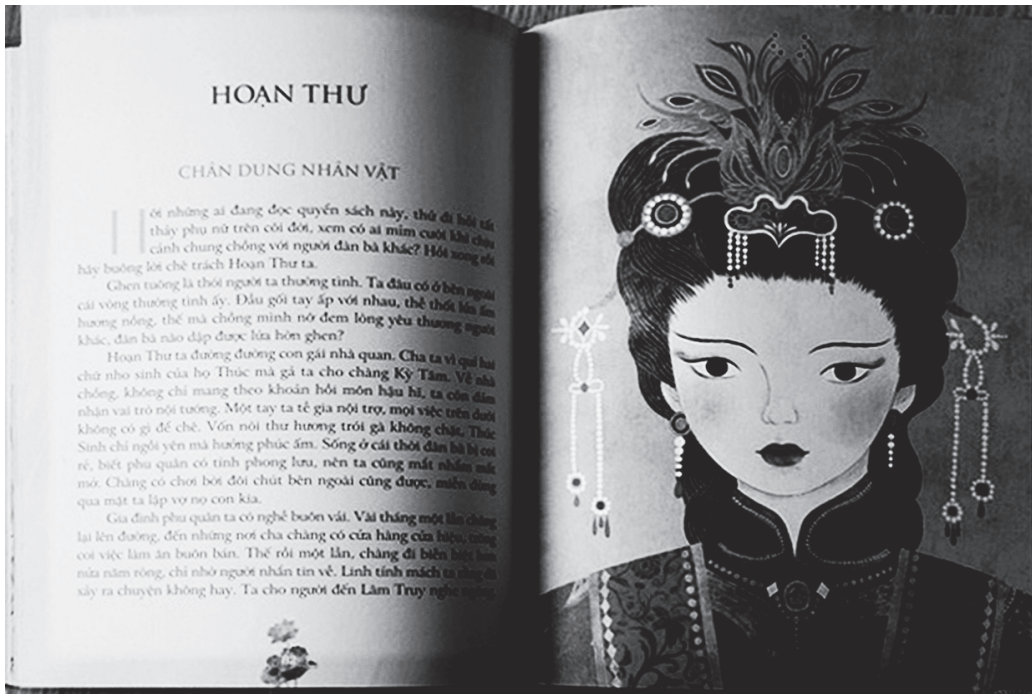 HOẠN THƯ
CHÂN DUNG NHÂN VẬT
Hỏi những ai đang đọc quyển sách này, thử đi hỏi tất
thảy phụ nữ trên cõi đời, xem có ai mỉm cười khi chịu
cảnh chung chồng với người đàn bà khác? Hỏi xong rồi
hãy buông lời chê trách Hoạn Thư ta.
Ghen tuông là thói người ta thường tình. Ta đâu có ở bên ngoài
cái vòng thường tình ấy. Đầu gối tay ấp với nhau, thề thốt lửa ấm
hương nồng, thế mà chồng mình nỡ đem lòng yêu thương người
khác, đàn bà nào dập được lửa hờn ghen?
Hoạn Thư ta đường đường con gái nhà quan. Cha ta vì quí hai
chữ nho sinh của họ Thúc mà gả ta cho chàng Kỳ Tâm. Về nhà
chồng, không chỉ mang theo khoản hồi môn hậu hĩ, ta còn đảm
nhận vai trò nội tướng. Một tay ta tề gia nội trợ, mọi việc trên dưới
không có gì để chê. Vốn nòi thư hương trói gà không chặt, Thúc
Sinh chỉ ngồi yên mà hưởng phúc ấm. Sống ở cái thời đàn bà bị coi
rẻ, biết phu quân có tính phong lưu, nên ta cũng mắt nhắm mắt
mở. Chàng có chơi bời đôi chút bên ngoài cũng được, miễn đừng
qua mặt ta lập vợ nọ con kia.
Gia đình phu quân ta có nghề buôn vải. Vài tháng một lần chàng
lại lên đường, đến những nơi cha chàng có cửa hàng cửa hiệu, trông
coi việc làm ăn buôn bán. Thế rồi một lần, chàng đi biền biệt hơn
nửa năm ròng, chỉ nhờ người nhắn tin về. Linh tính mách ta rằng đã
xảy ra chuyện không hay. Ta cho người đến Lâm Truy nghe ngóng.